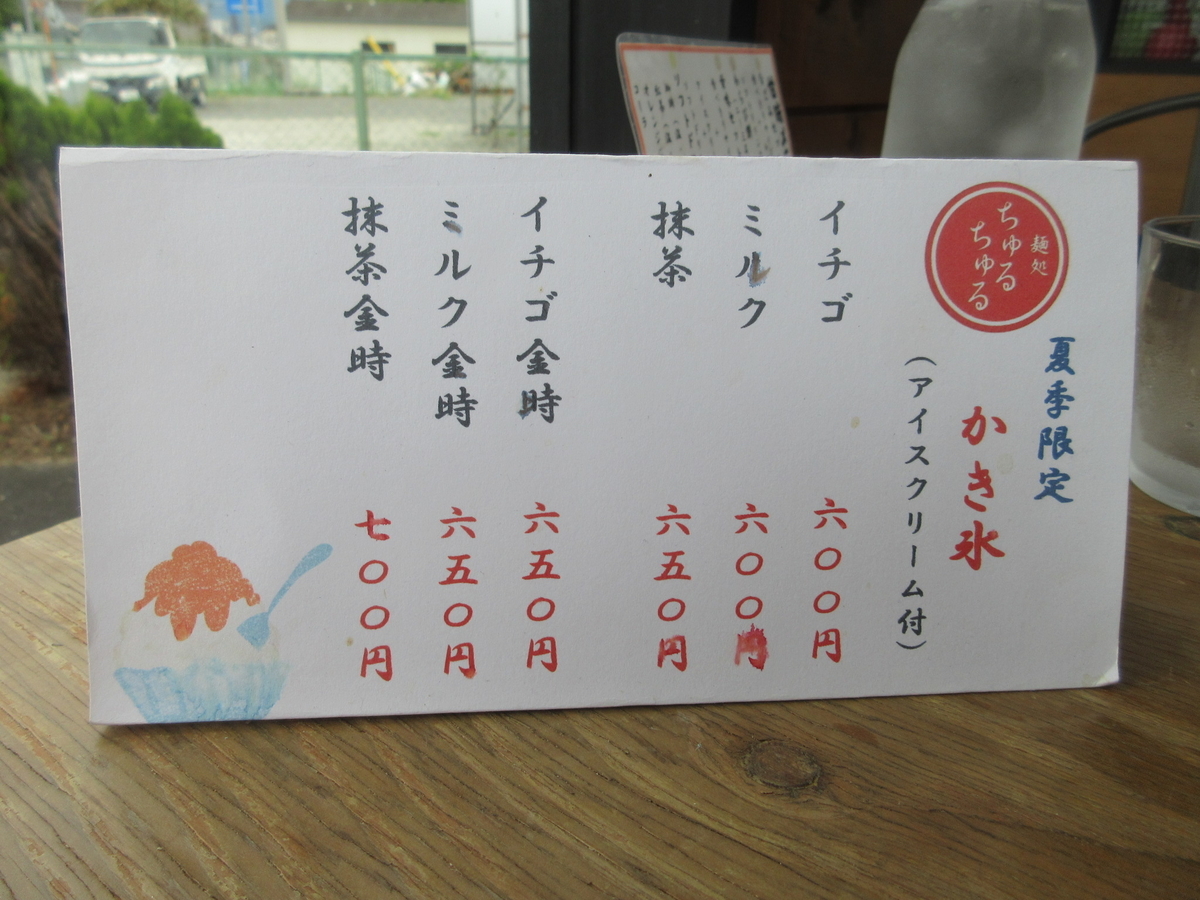 麺処
ちゅる
ちゅる
夏季限定
かき氷
(アイスクリーム付)
イチゴ 六〇〇円
ミルク 六〇〇円
抹茶 六五〇円
イチゴ金時 六五〇円
ミルク金時 六五〇円
抹茶金時 七〇〇円